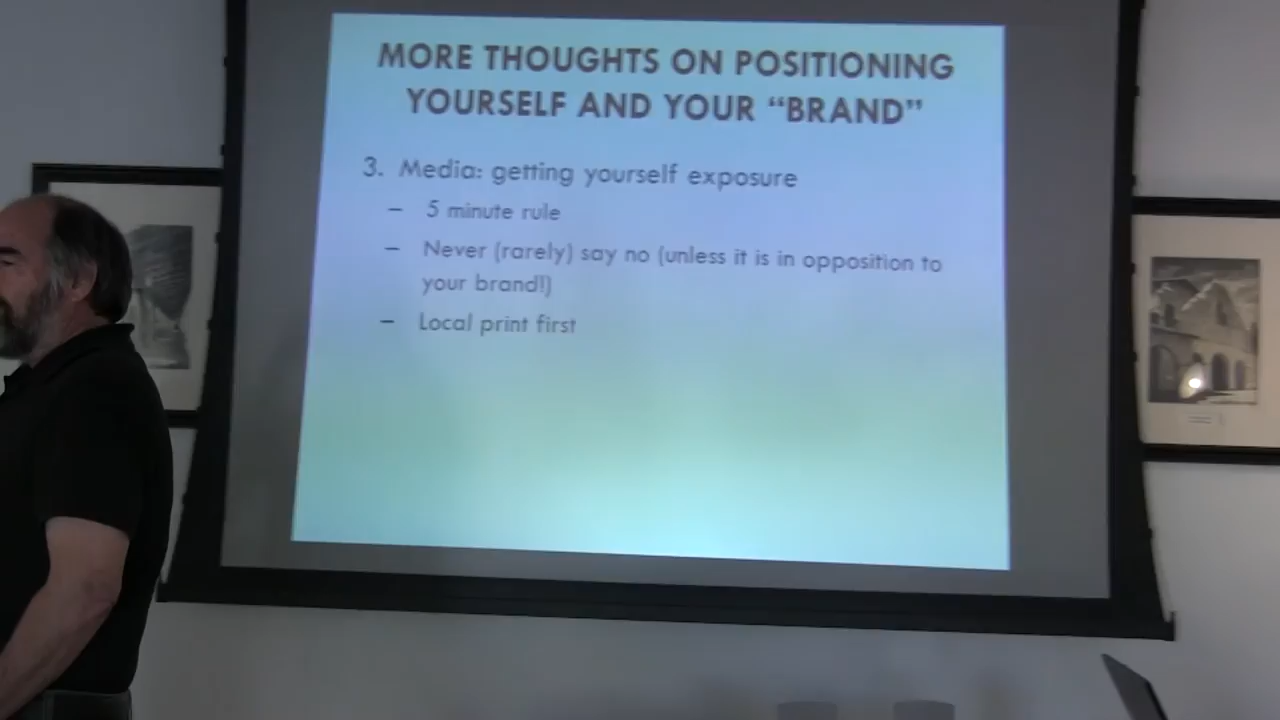 MORE THOUGHTS ON POSITIONING
YOURSELF AND YOUR “BRAND”
3. Media: getting yourself exposure
– 5 minute rule
– Never (rarely) say no (unless it is in opposition to
your brand!)
– Local print first